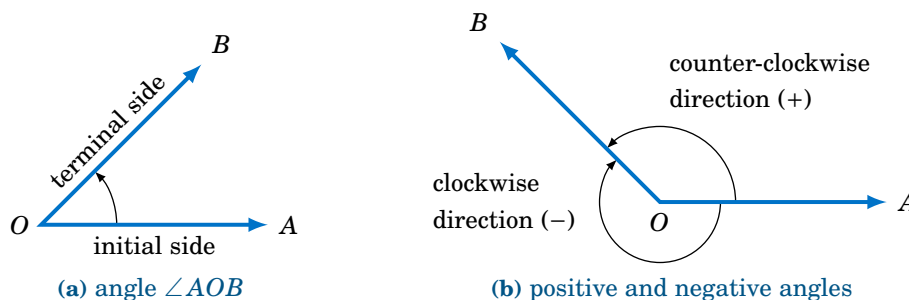 B
terminal side
O
A
initial side
(a) angle ∠AOB
B
counter-clockwise
direction (+)
clockwise
direction (−)
O
A
(b) positive and negative angles